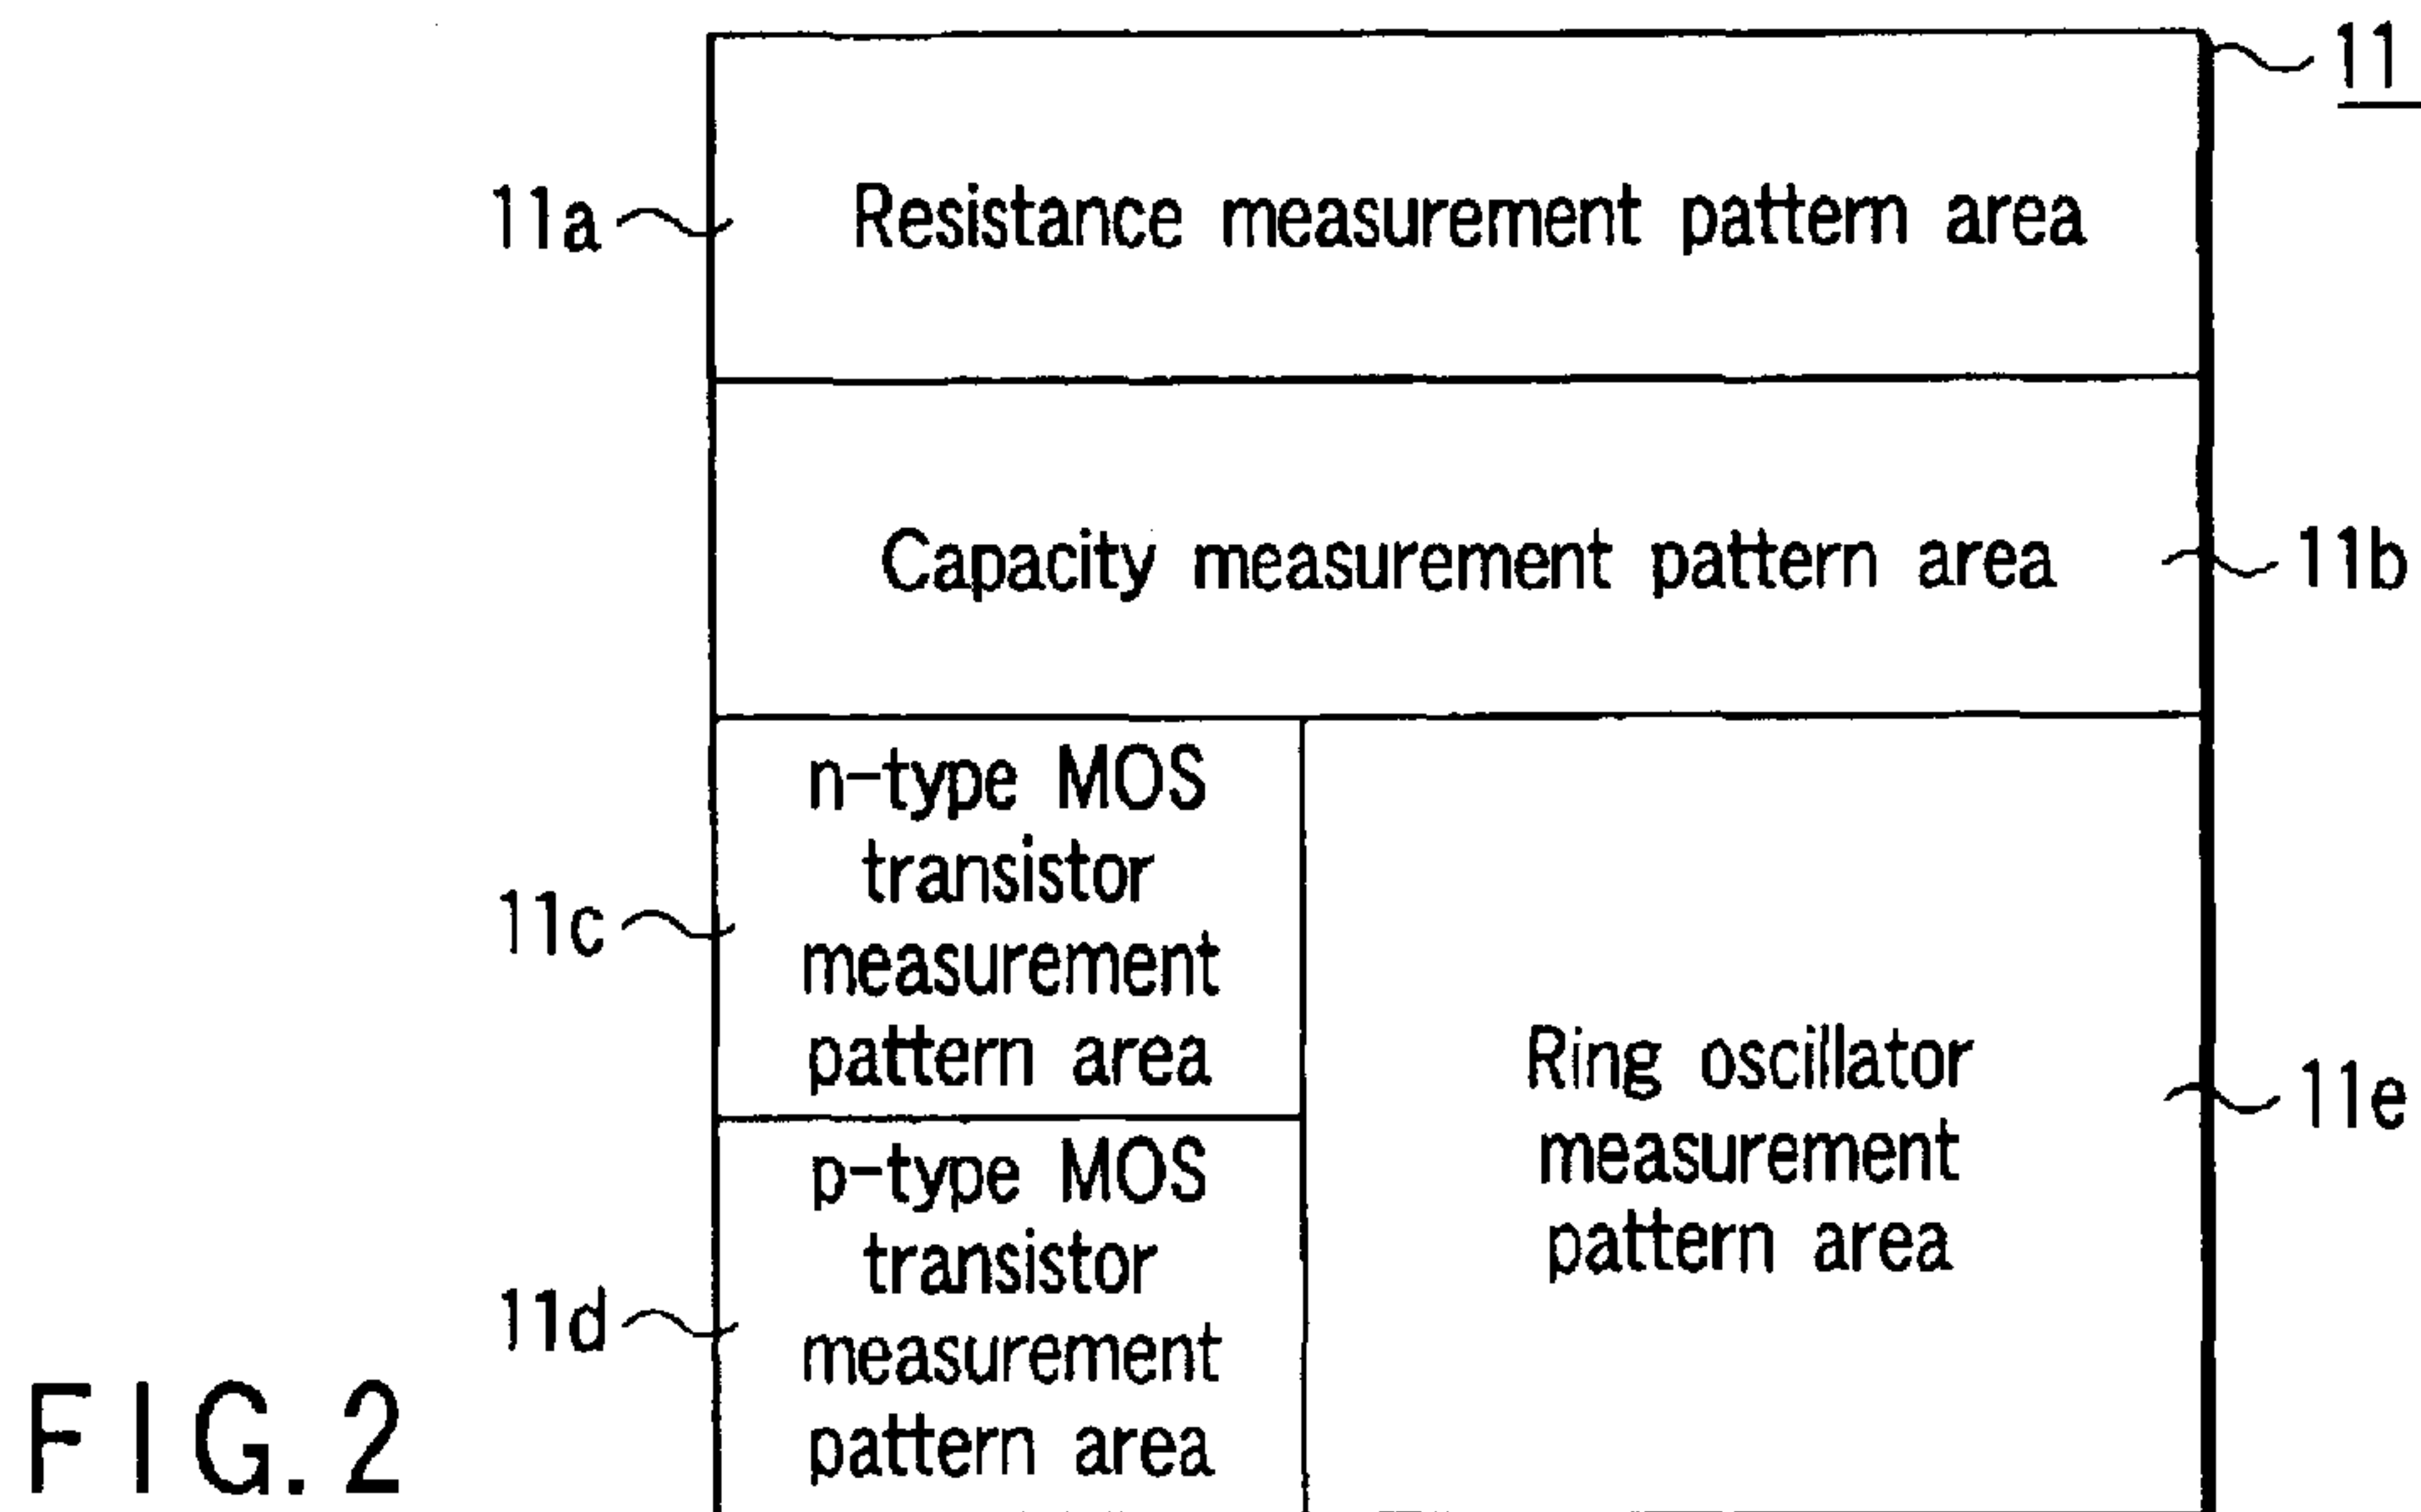 11
11a
Resistance measurement pattern area
Capacity measurement pattern area
11b
n-type MOS
transistor
measurement
pattern area
11c
Ring oscillator
measurement
pattern area
11e
p-type MOS
transistor
measurement
pattern area
11d
FIG.2